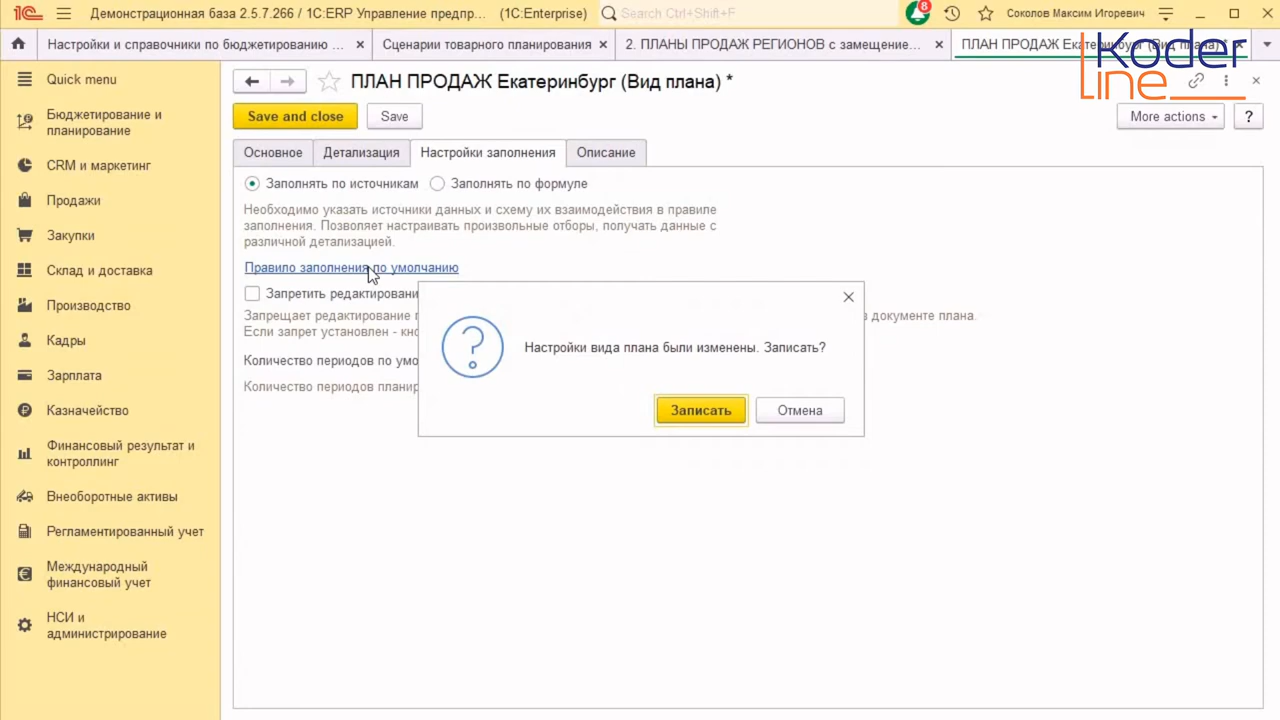 Демонстрационная база 2.5.7.266 / 1С:ERP Управление предпр... (1C:Enterprise)
Search Ctrl+Shift+F
8
Соколов Максим Игоревич
Настройки и справочники по бюджетированию ...
Сценарии товарного планирования
2. ПЛАНЫ ПРОДАЖ РЕГИОНОВ с замещение...
ПЛАН ПРОДАЖ Екатеринбург (Вид плана) *
Koder
line
Quick menu
Бюджетирование и
планирование
CRM и маркетинг
Продажи
Закупки
Склад и доставка
Производство
Кадры
Зарплата
Казначейство
Финансовый результат и
контроллинг
Внеоборотные активы
Регламентированный учет
Международный
финансовый учет
НСИ и
администрирование
ПЛАН ПРОДАЖ Екатеринбург (Вид плана) *
Save and close
Save
More actions
?
Основное
Детализация
Настройки заполнения
Описание
Заполнять по источникам
Заполнять по формуле
Необходимо указать источники данных и схему их взаимодействия в правиле
заполнения. Позволяет настраивать произвольные отборы, получать данные с
различной детализацией.
Правило заполнения по умолчанию
Запретить редактировани
Запрещает редактирование в документе плана.
Если запрет установлен - кно
Количество периодов по умо
Количество периодов планир
Настройки вида плана были изменены. Записать?
Записать
Отмена